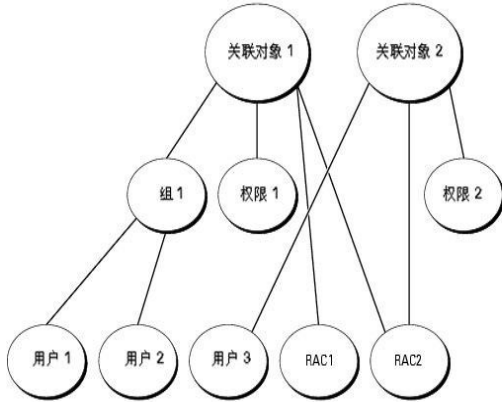 关联对象 1
关联对象 2
组 1
权限 1
权限 2
用户 1
用户 2
用户 3
RAC1
RAC2